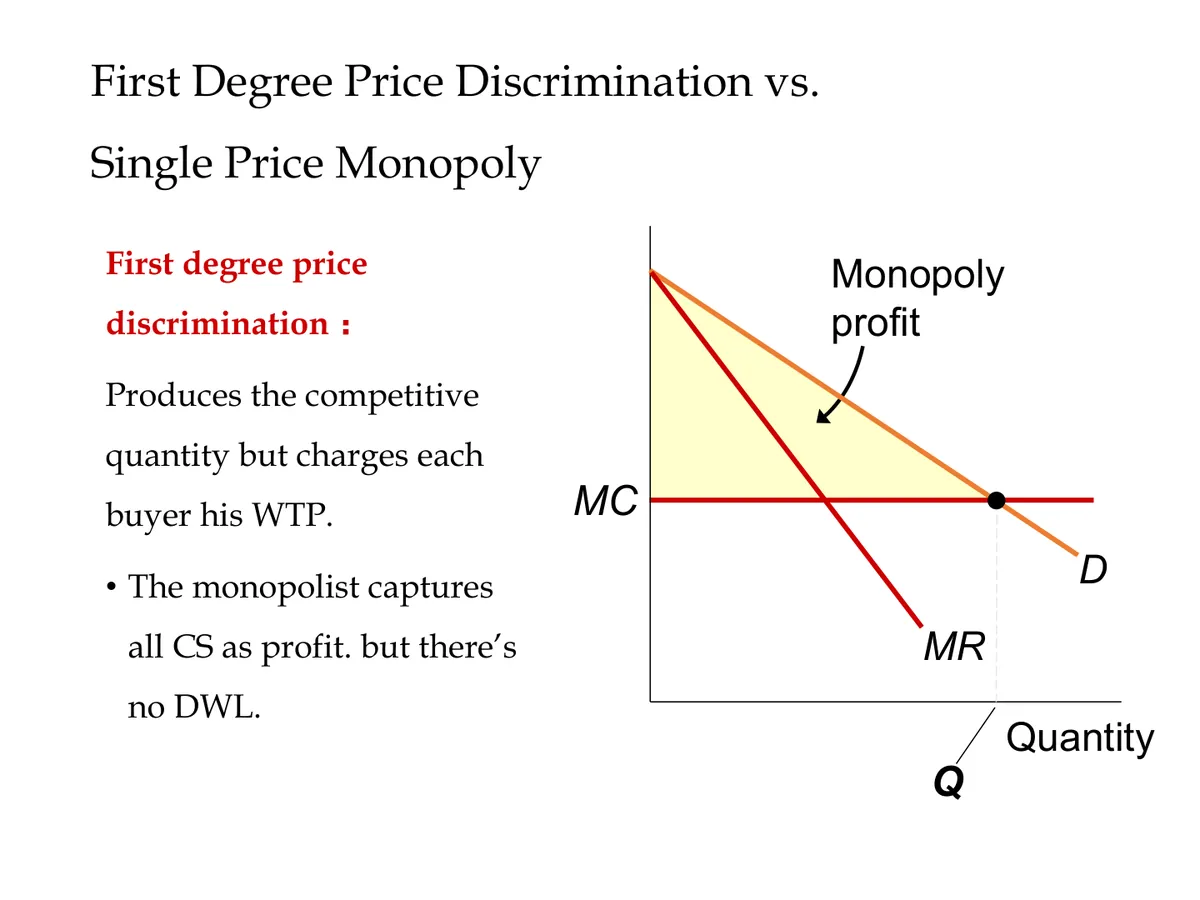 First Degree Price Discrimination vs.
Single Price Monopoly
First degree price
discrimination：
Produces the competitive
quantity but charges each
buyer his WTP.
• The monopolist captures
all CS as profit. but there’s
no DWL.
Monopoly
profit
MC
D
MR
Quantity
Q